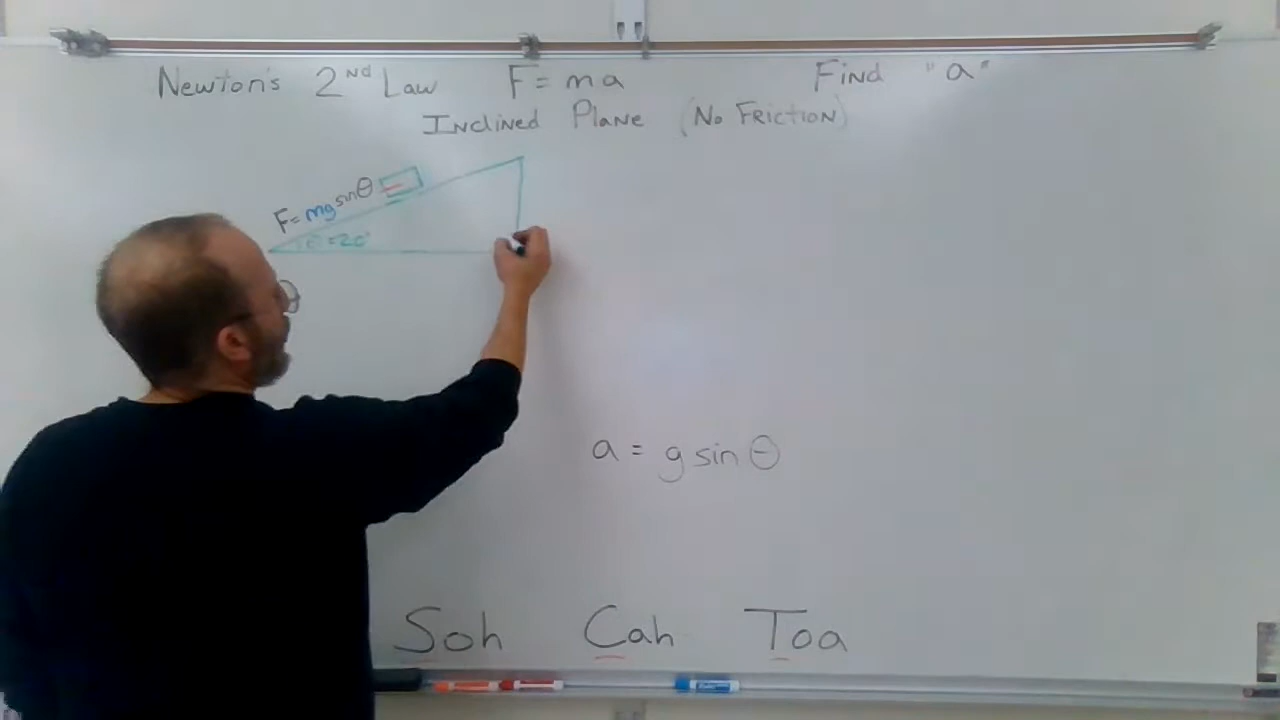 Newton's 2nd Law F = ma Find "a"
Inclined Plane (No Friction)
F = mg sinθ
θ = 20°
a = g sin θ
Soh Cah Toa